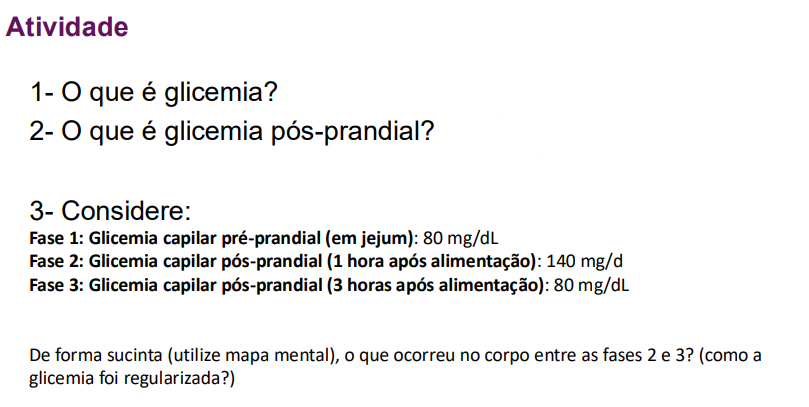 Atividade
1- O que é glicemia?
2- O que é glicemia pós-prandial?
3- Considere:
Fase 1: Glicemia capilar pré-prandial (em jejum): 80 mg/dL
Fase 2: Glicemia capilar pós-prandial (1 hora após alimentação): 140 mg/d
Fase 3: Glicemia capilar pós-prandial (3 horas após alimentação): 80 mg/dL
De forma sucinta (utilize mapa mental), o que ocorreu no corpo entre as fases 2 e 3? (como a
glicemia foi regularizada?)